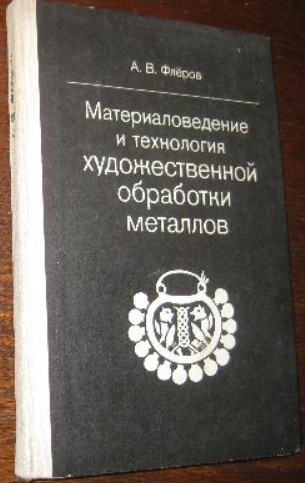 А. В. Флёров
Материаловедение
и технология
художественной
обработки
металлов